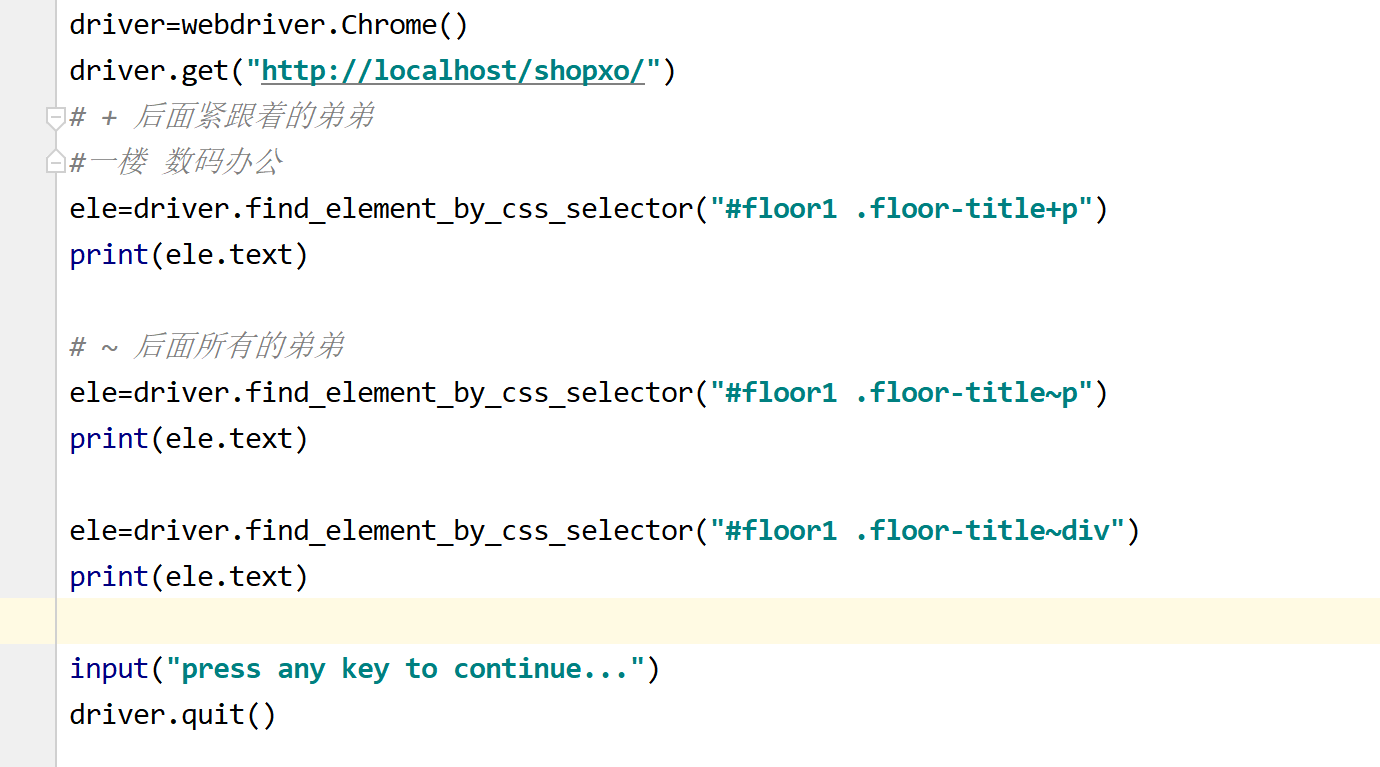 driver=webdriver.Chrome()
driver.get("http://localhost/shopxo/")
# + 后面紧跟着的弟弟
#一楼 数码办公
ele=driver.find_element_by_css_selector("#floor1 .floor-title+p")
print(ele.text)
# ~ 后面所有的弟弟
ele=driver.find_element_by_css_selector("#floor1 .floor-title~p")
print(ele.text)
ele=driver.find_element_by_css_selector("#floor1 .floor-title~div")
print(ele.text)
input("press any key to continue...")
driver.quit()